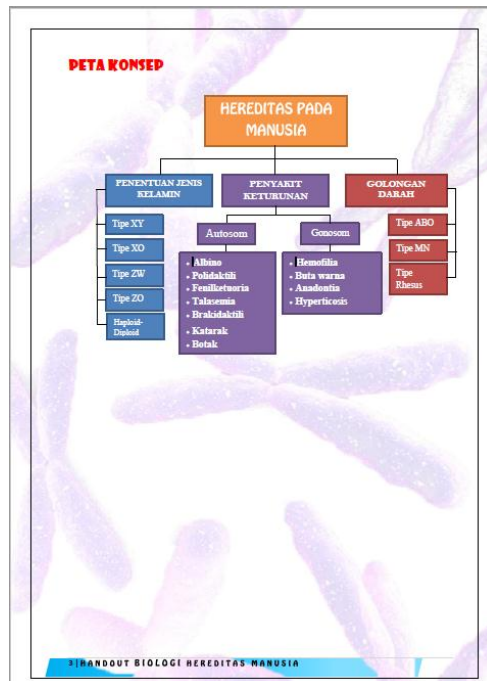 PETA KONSEP
HEREDITAS PADA
MANUSIA
PENENTUAN JENIS
KELAMIN
PENYAKIT
KETURUNAN
GOLONGAN
DARAH
Tipe XY
Tipe XO
Tipe ZW
Tipe ZO
Haploid-
Diploid
Autosom
• Albino
• Polidaktili
• Fenilketuoria
• Talasemia
• Brakidaktili
• Katarak
• Botak
Gonosom
• Hemofilia
• Buta warna
• Anadontia
• Hyperticosis
Tipe ABO
Tipe MN
Tipe
Rhesus
3|HANDOUT BIOLOGI HEREDITAS MANUSIA